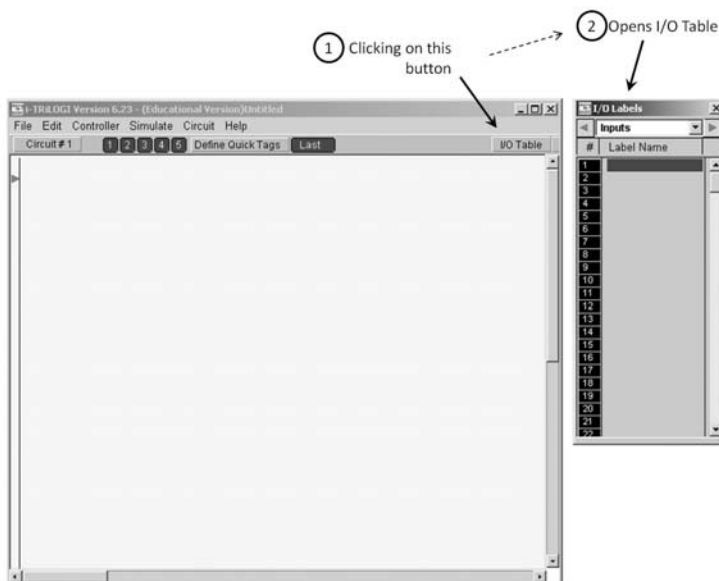 1 Clicking on this
button
2 Opens I/O Table
i-TRiLOGI Version 6.23 - (Educational Version)Untitled
File Edit Controller Simulate Circuit Help
Circuit # 1 1 2 3 4 5 Define Quick Tags Last I/O Table
I/O Labels
Inputs
# Label Name
1
2
3
4
5
6
7
8
9
10
11
12
13
14
15
16
17
18
19
20
21
22